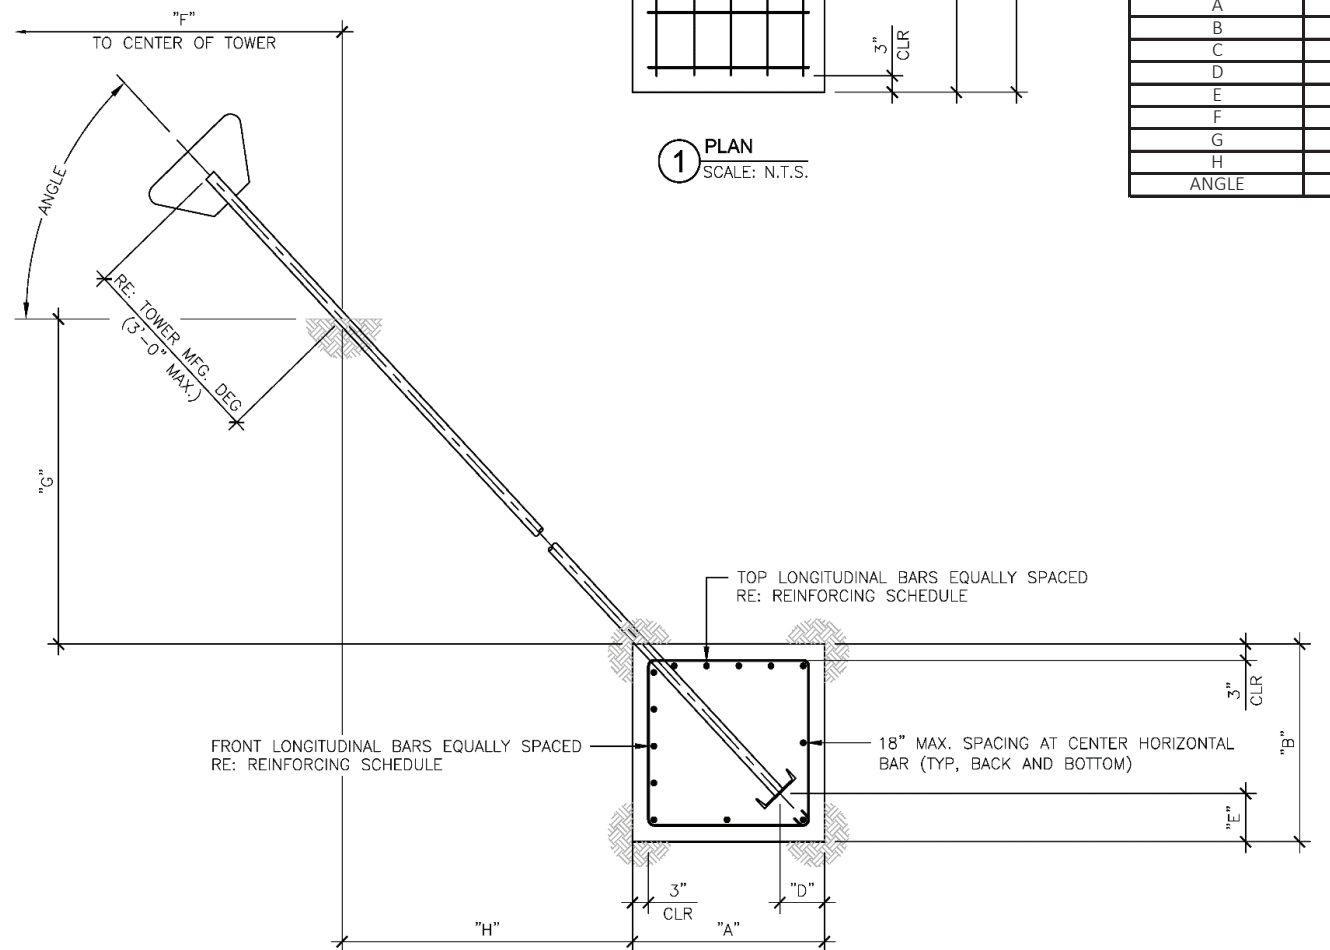 "F"
TO CENTER OF TOWER
3"
CLR
A
B
C
D
E
F
G
H
ANGLE
1
PLAN
SCALE: N.T.S.
ANGLE
RE: TOWER MFG. DEG
(3'-0" MAX.)
"G"
TOP LONGITUDINAL BARS EQUALLY SPACED
RE: REINFORCING SCHEDULE
FRONT LONGITUDINAL BARS EQUALLY SPACED
RE: REINFORCING SCHEDULE
18" MAX. SPACING AT CENTER HORIZONTAL
BAR (TYP, BACK AND BOTTOM)
3"
CLR
"B"
"E"
3"
CLR
"D"
"H"
"A"